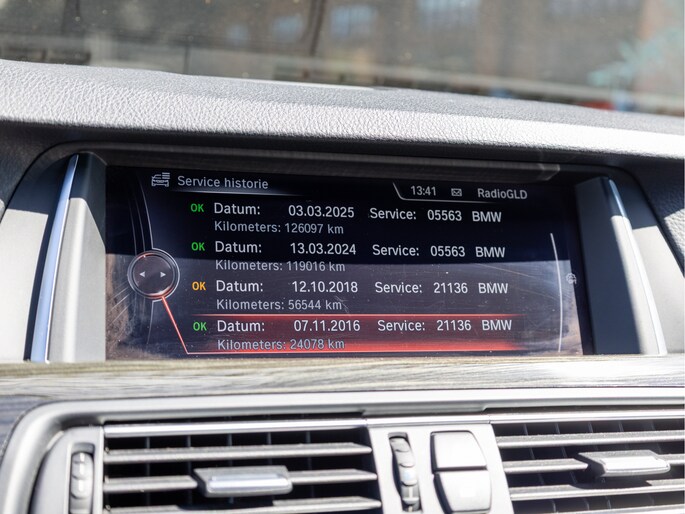 Service historie
13:41 RadioGLD
OK Datum: 03.03.2025 Service: 05563 BMW
Kilometers: 126097 km
OK Datum: 13.03.2024 Service: 05563 BMW
Kilometers: 119016 km
OK Datum: 12.10.2018 Service: 21136 BMW
Kilometers: 56544 km
OK Datum: 07.11.2016 Service: 21136 BMW
Kilometers: 24078 km